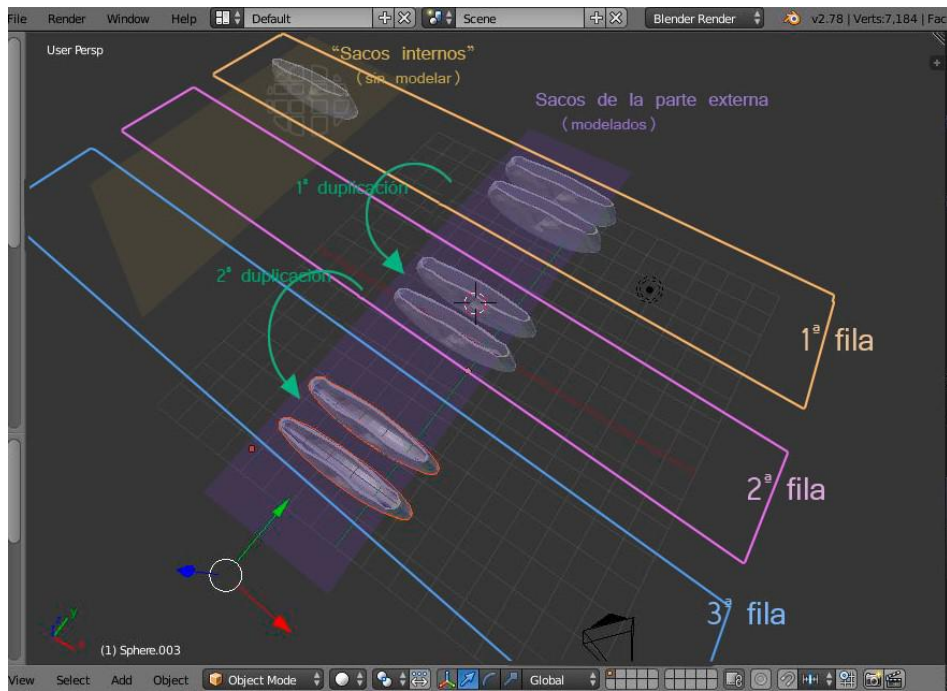 File Render Window Help Default Scene Blender Render v2.78 | Verts:7,184 | Fac
User Persp
“Sacos internos”
(sin modelar)
Sacos de la parte externa
(modelados)
1ª duplicación
2ª duplicación
1ª fila
2ª fila
3ª fila
(1) Sphere.003
View Select Add Object Object Mode Global